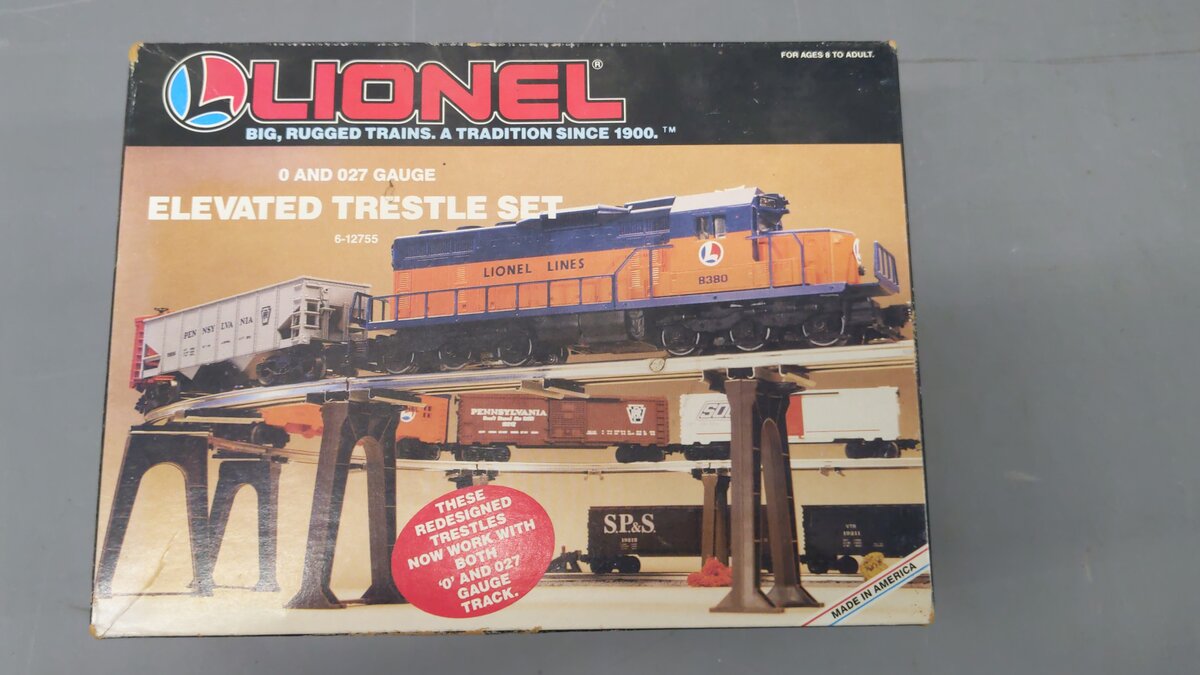 LIONEL®
FOR AGES 8 TO ADULT.
BIG, RUGGED TRAINS. A TRADITION SINCE 1900.™
0 AND 027 GAUGE
ELEVATED TRESTLE SET
6-12755
LIONEL LINES
8380
PENNSYLVANIA
PENNSYLVANIA
SOO
S.P.&S.
THESE
REDESIGNED
TRESTLES
NOW WORK WITH
BOTH
'0' AND 027
GAUGE
TRACK.
MADE IN AMERICA